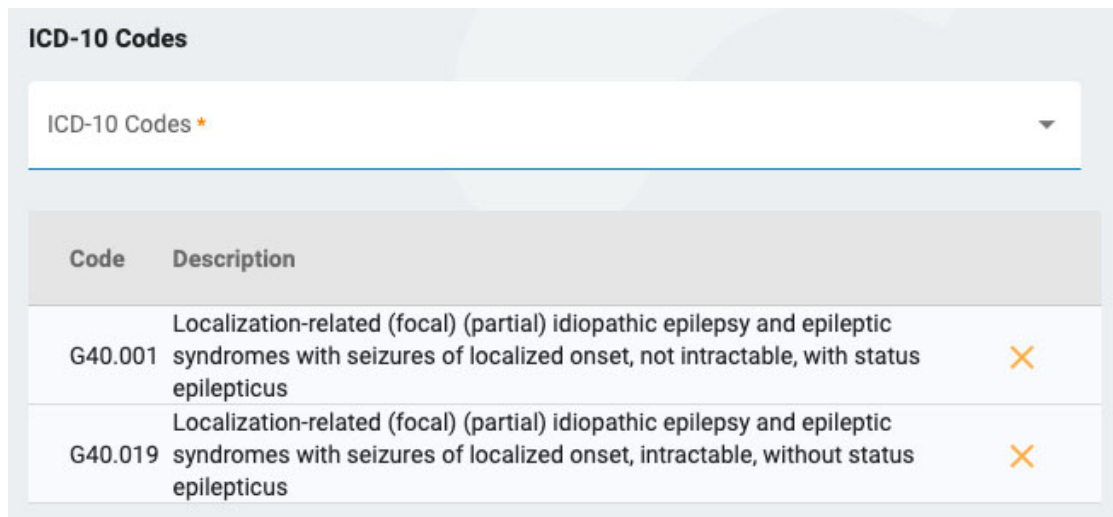 ICD-10 Codes
ICD-10 Codes *
Code Description
Localization-related (focal) (partial) idiopathic epilepsy and epileptic
G40.001 syndromes with seizures of localized onset, not intractable, with status
epilepticus
Localization-related (focal) (partial) idiopathic epilepsy and epileptic
G40.019 syndromes with seizures of localized onset, intractable, without status
epilepticus